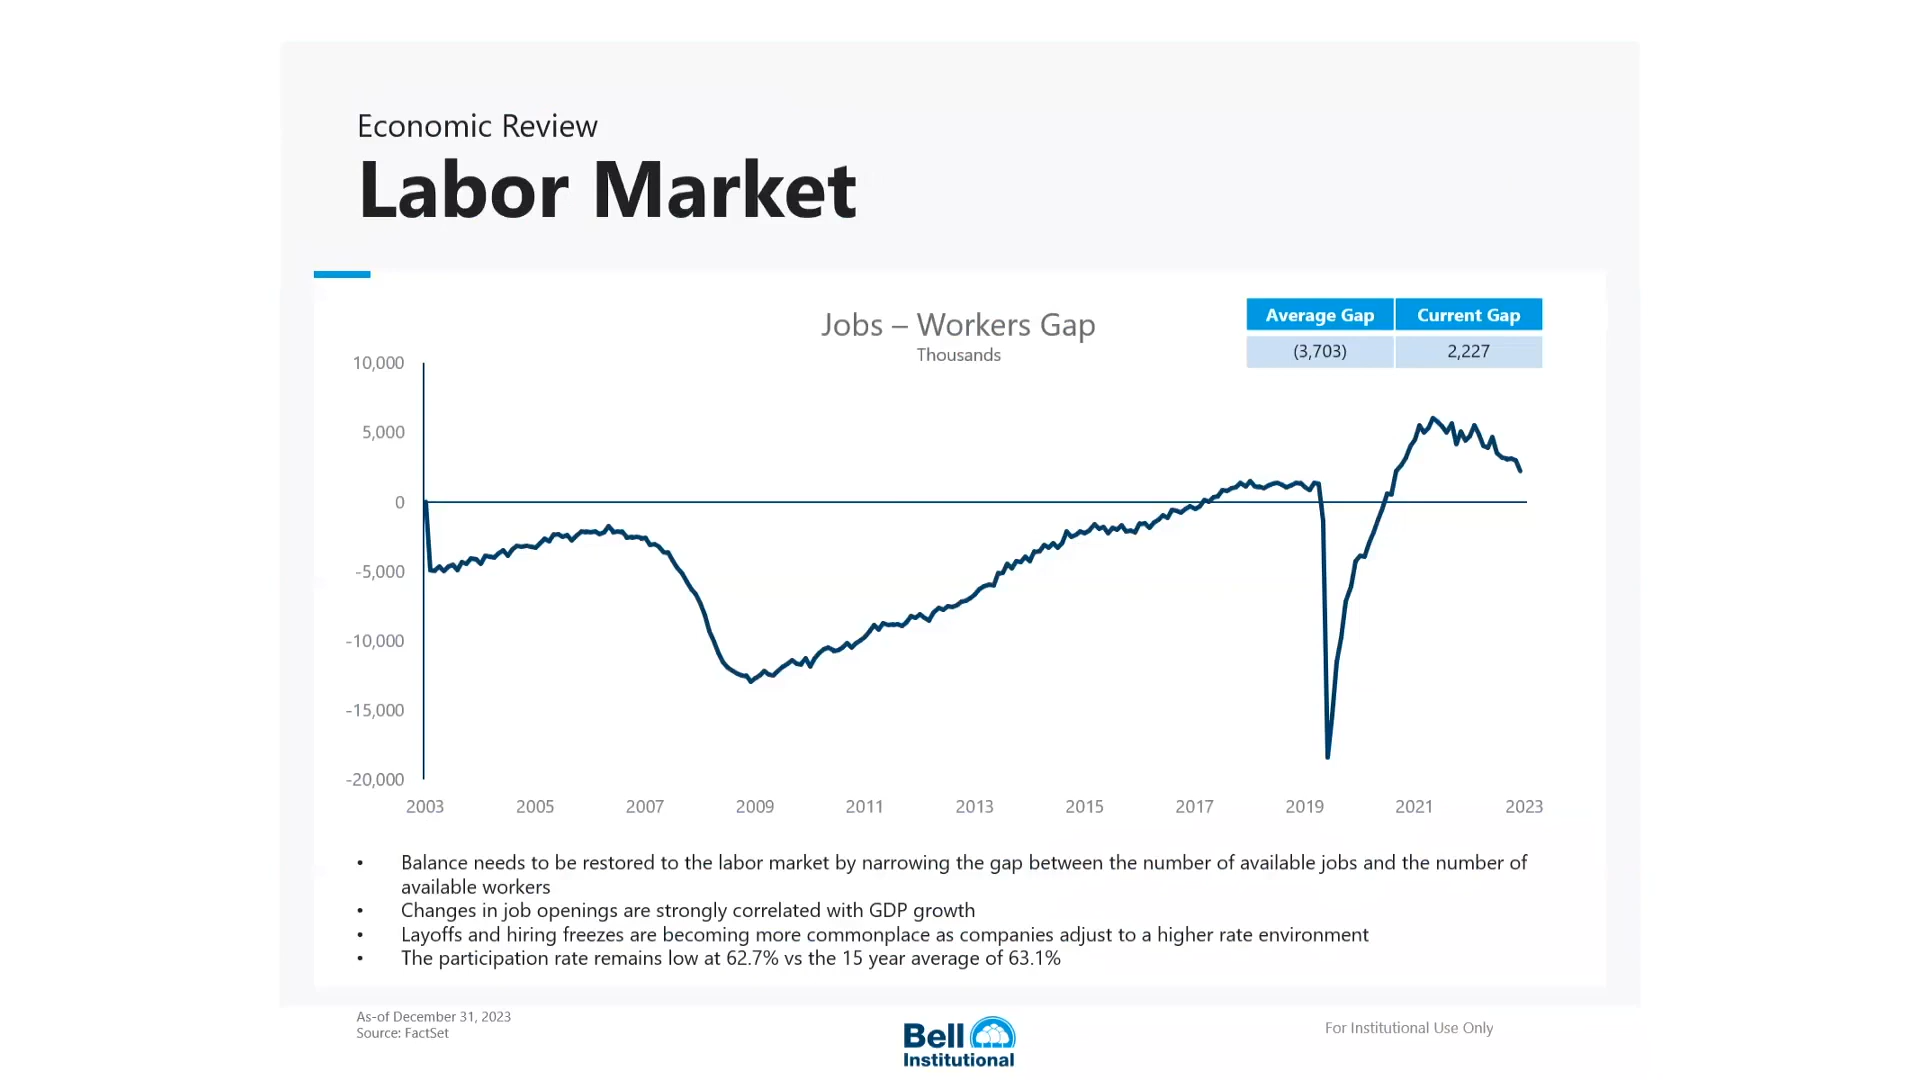 Economic Review
Labor Market
Jobs – Workers Gap
Thousands
Average Gap Current Gap
(3,703) 2,227
10,000
5,000
0
-5,000
-10,000
-15,000
-20,000
2003 2005 2007 2009 2011 2013 2015 2017 2019 2021 2023
• Balance needs to be restored to the labor market by narrowing the gap between the number of available jobs and the number of
available workers
• Changes in job openings are strongly correlated with GDP growth
• Layoffs and hiring freezes are becoming more commonplace as companies adjust to a higher rate environment
• The participation rate remains low at 62.7% vs the 15 year average of 63.1%
As-of December 31, 2023
Source: FactSet
Bell
Institutional
For Institutional Use Only